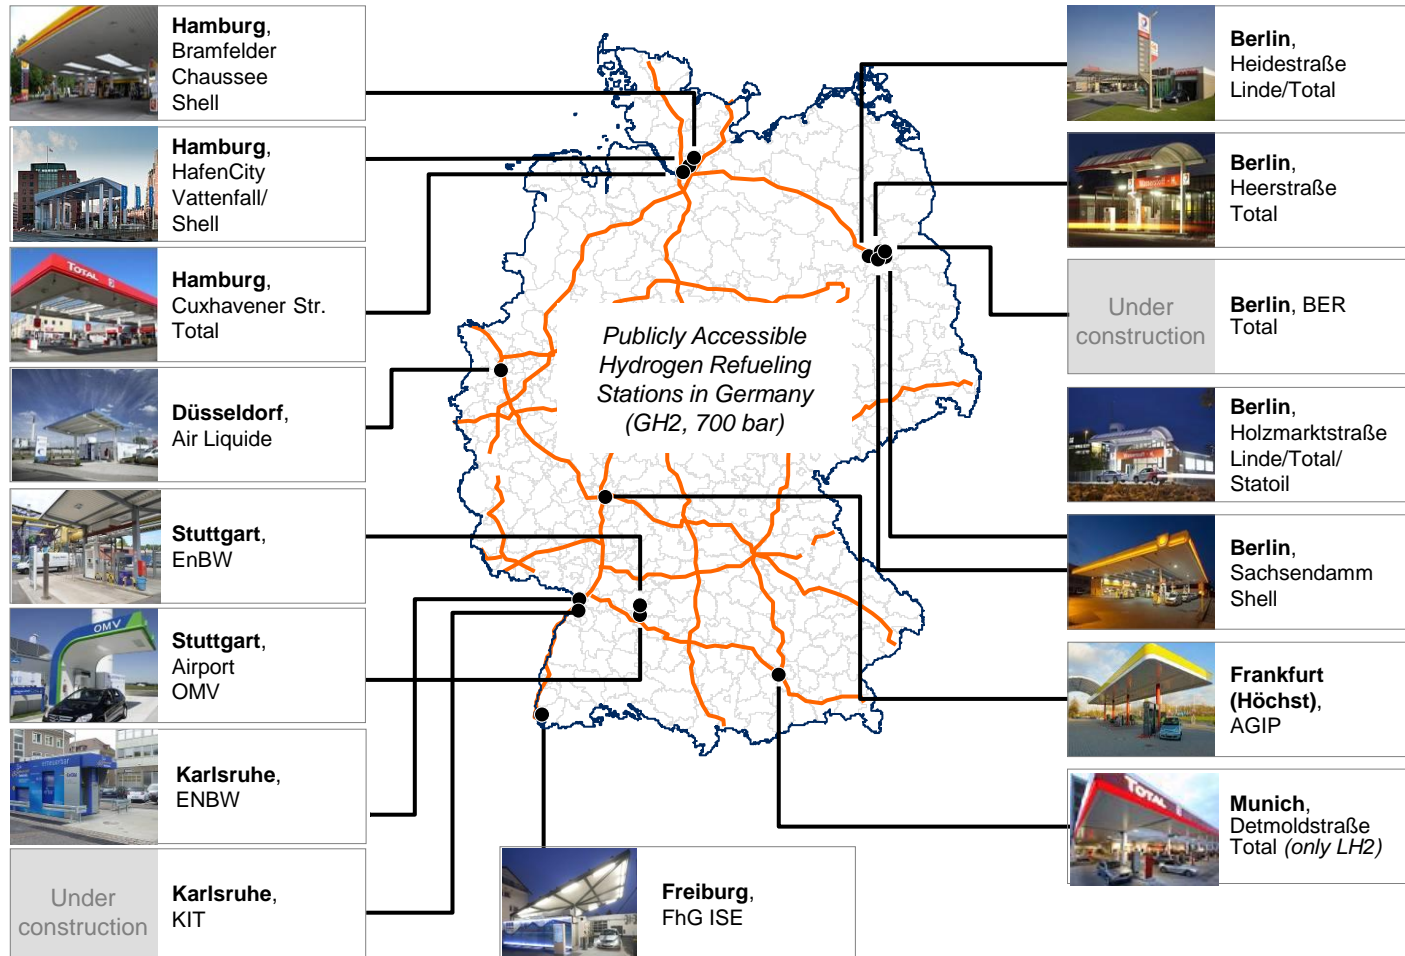 Hamburg,
Bramfelder
Chaussee
Shell
Hamburg,
HafenCity
Vattenfall/
Shell
TOTAL
Hamburg,
Cuxhavener Str.
Total
Düsseldorf,
Air Liquide
Stuttgart,
EnBW
OMV
Stuttgart,
Airport
OMV
Karlsruhe,
ENBW
Under
construction
Karlsruhe,
KIT
Publicly Accessible
Hydrogen Refueling
Stations in Germany
(GH2, 700 bar)
Freiburg,
FhG ISE
Berlin,
Heidestraße
Linde/Total
Berlin,
Heerstraße
Total
Under
construction
Berlin, BER
Total
Berlin,
Holzmarktstraße
Linde/Total/
Statoil
Berlin,
Sachsendamm
Shell
Frankfurt
(Höchst),
AGIP
TOTAL
Munich,
Detmoldstraße
Total (only LH2)